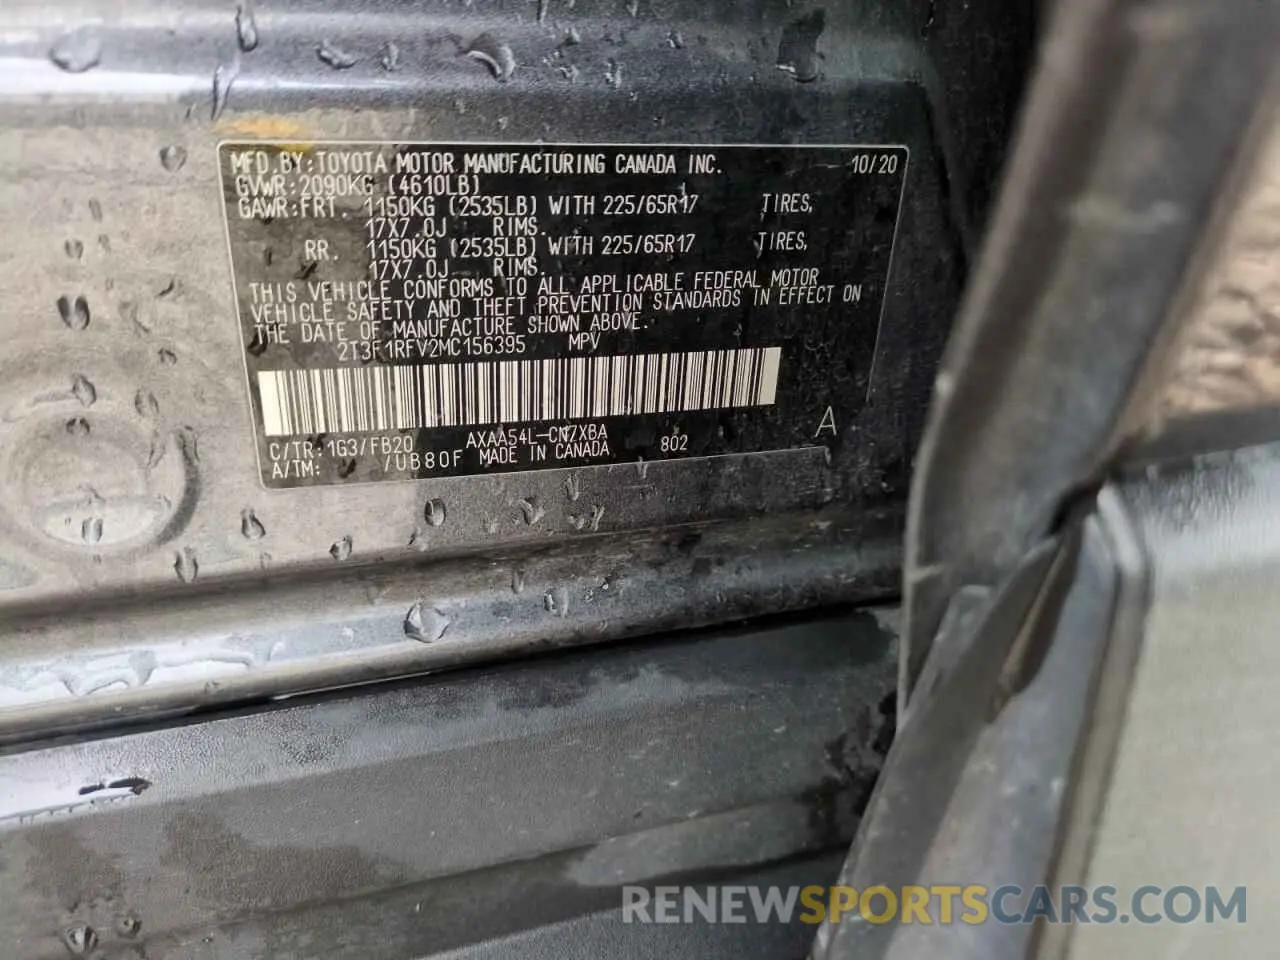 MFD.BY:TOYOTA MOTOR MANUFACTURING CANADA INC. 10/20
GVWR:2090KG (4610LB)
GAWR:FRT. 1150KG (2535LB) WITH 225/65R17 TIRES,
17X7.0J RIMS.
RR. 1150KG (2535LB) WITH 225/65R17 TIRES,
17X7.0J RIMS.
THIS VEHICLE CONFORMS TO ALL APPLICABLE FEDERAL MOTOR
VEHICLE SAFETY AND THEFT PREVENTION STANDARDS IN EFFECT ON
THE DATE OF MANUFACTURE SHOWN ABOVE.
2T3F1RFV2MC156395 MPV
C/TR:1G3/FB20 AXAA54L-CNZXBA 802 A
A/TM: /UB80F MADE IN CANADA
RENEWSPORTSCARS.COM